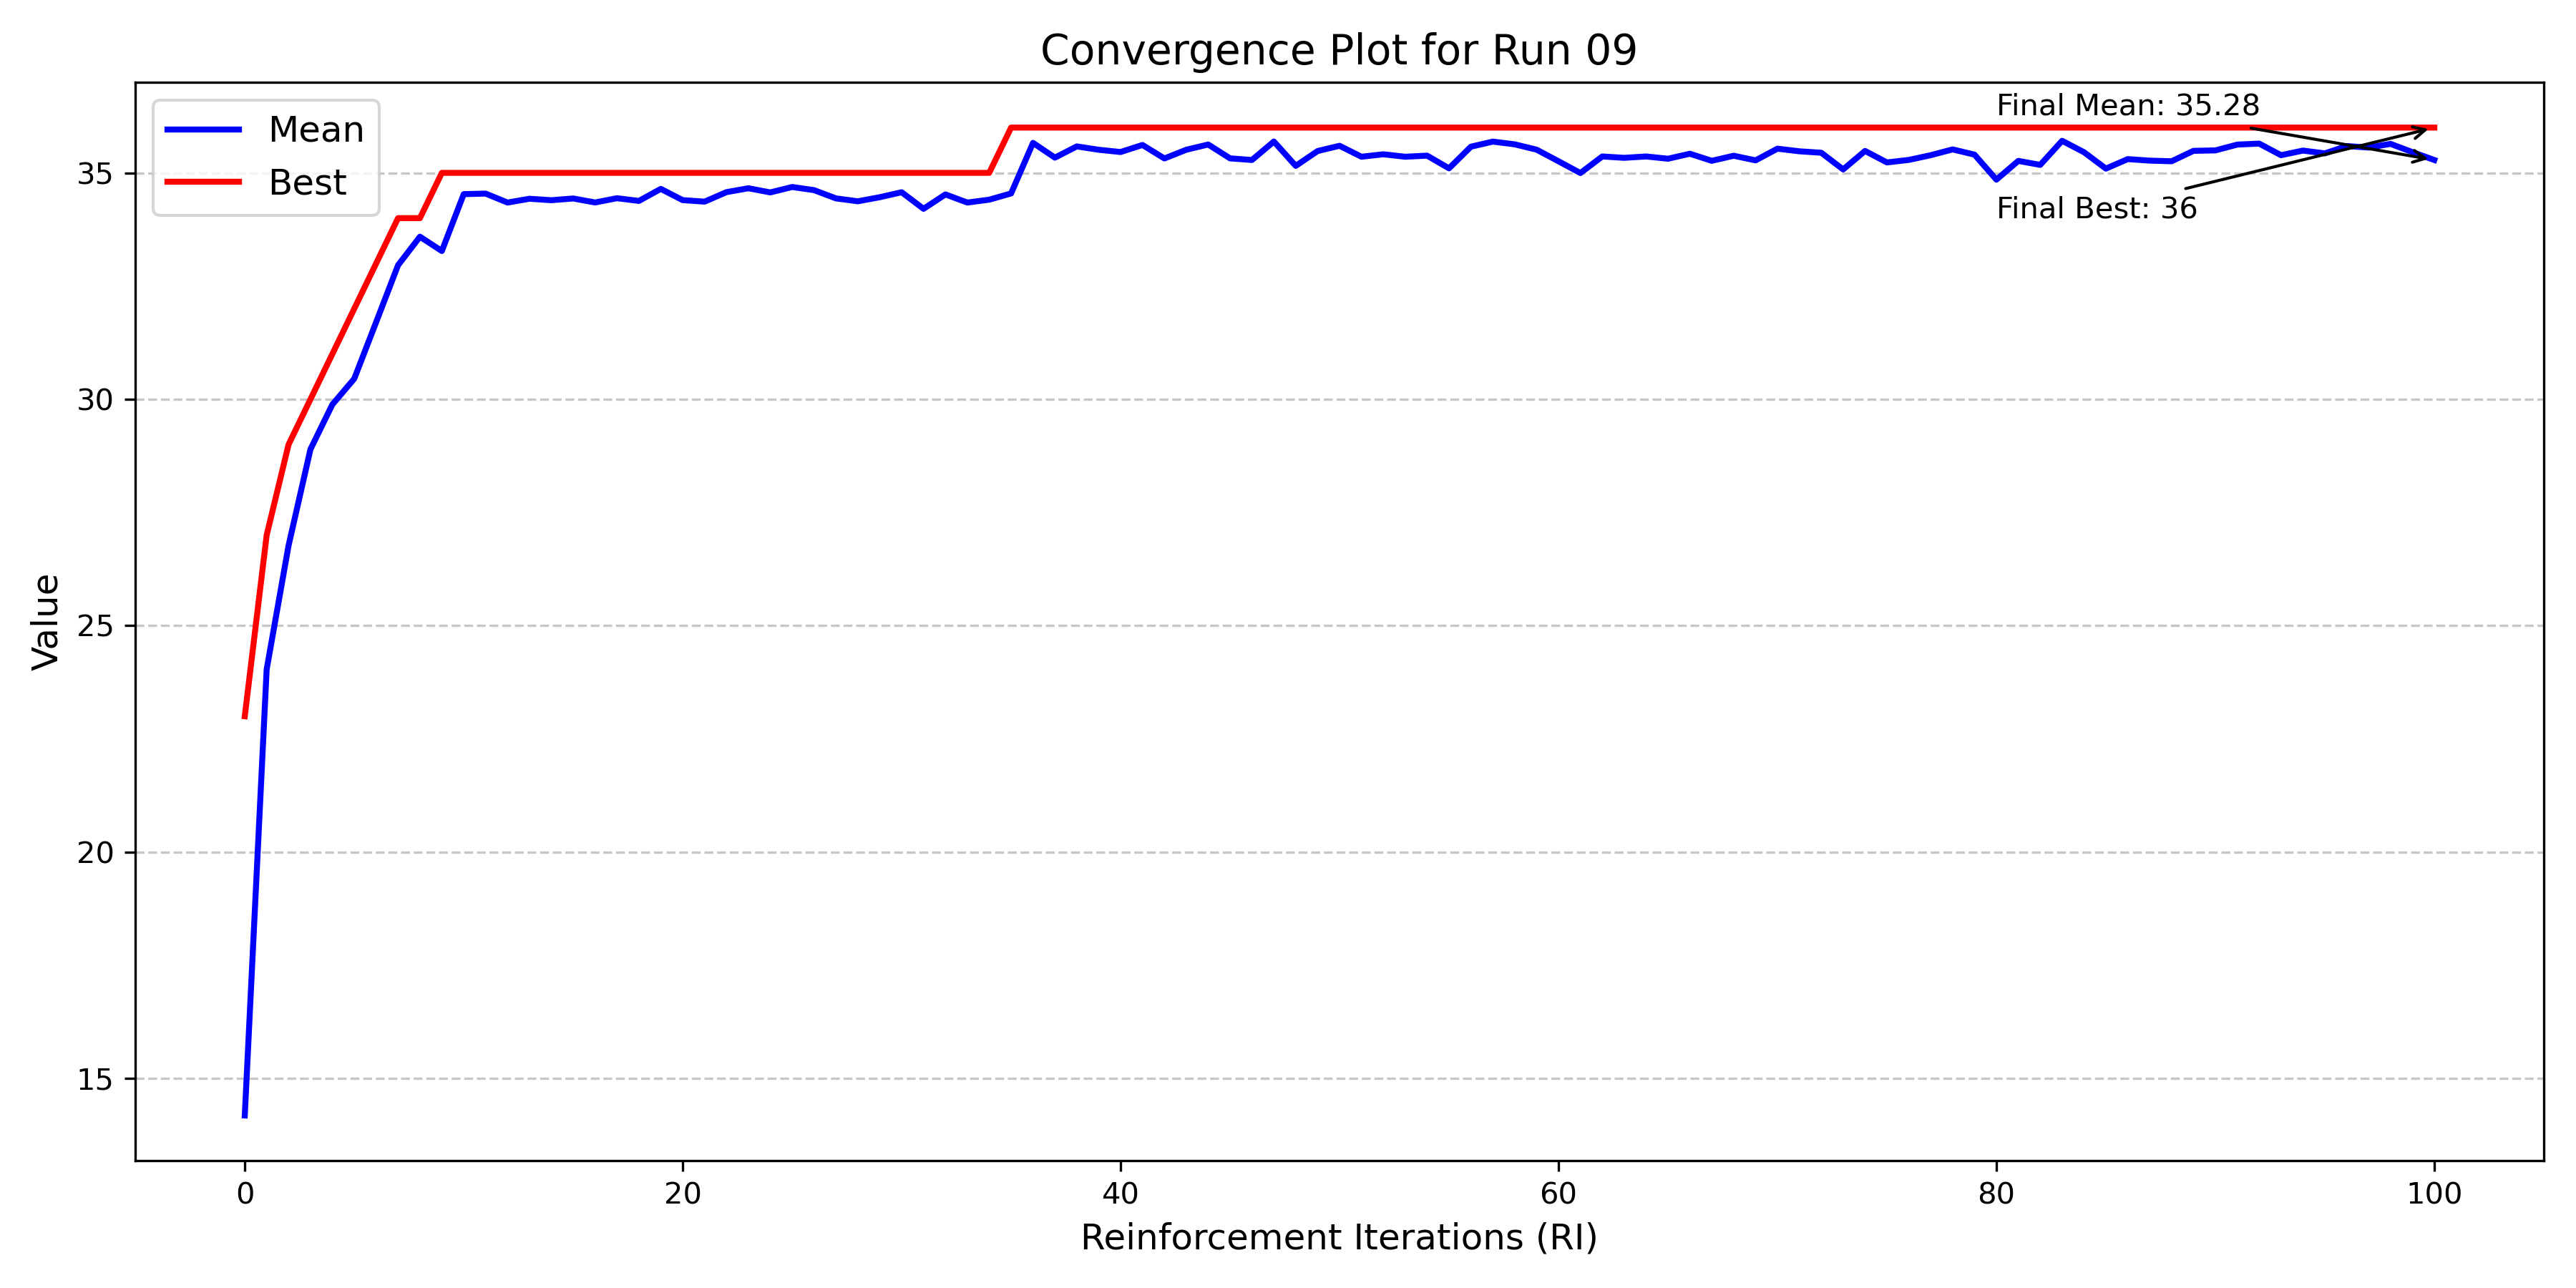 Convergence Plot for Run 09
Mean
Best
Final Mean: 35.28
Final Best: 36
Value
35
30
25
20
15
0
20
40
60
80
100
Reinforcement Iterations (RI)